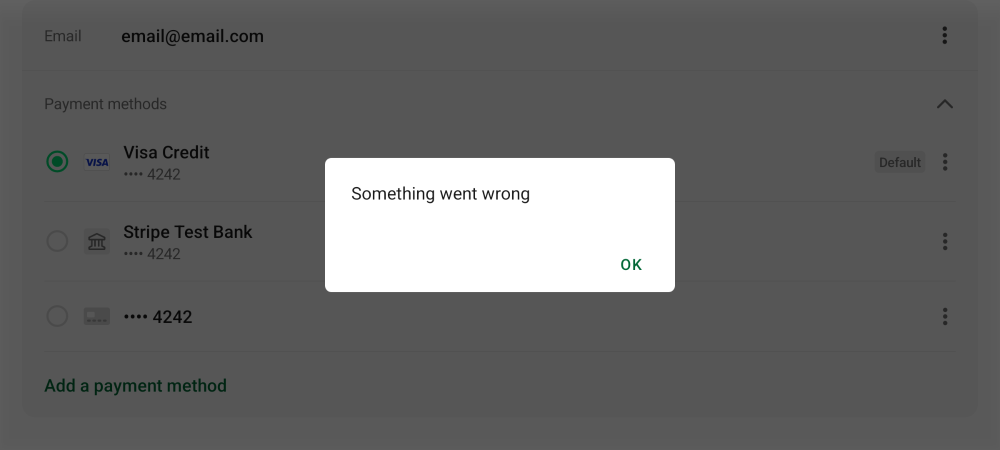 Email email@email.com
Payment methods
VISA Visa Credit
•••• 4242
Default
Stripe Test Bank
•••• 4242
•••• 4242
Add a payment method
Something went wrong
OK